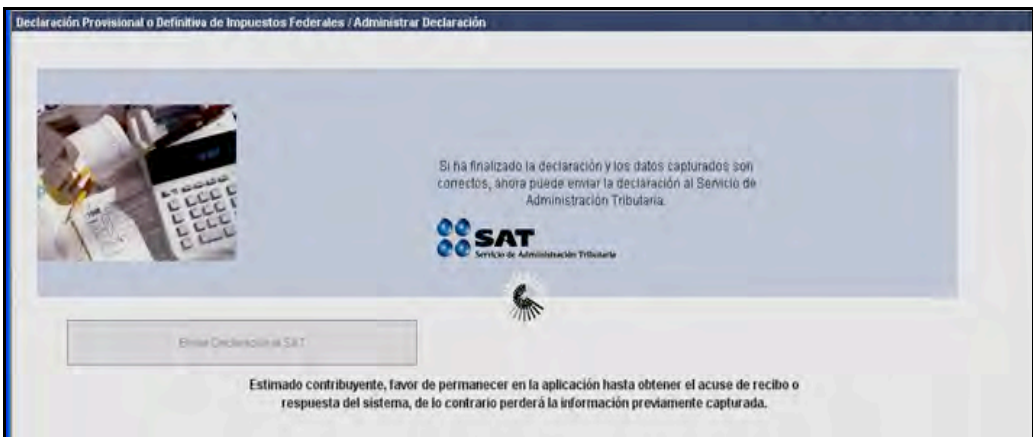 Declaración Provisional o Definitiva de Impuestos Federales / Administrar Declaración
Si ha finalizado la declaración y los datos capturados son
correctos, ahora puede enviar la declaración al Servicio de
Administración Tributaria.
SAT
Servicio de Administración Tributaria
Enviar Declaración al SAT
Estimado contribuyente, favor de permanecer en la aplicación hasta obtener el acuse de recibo o
respuesta del sistema, de lo contrario perderá la información previamente capturada.